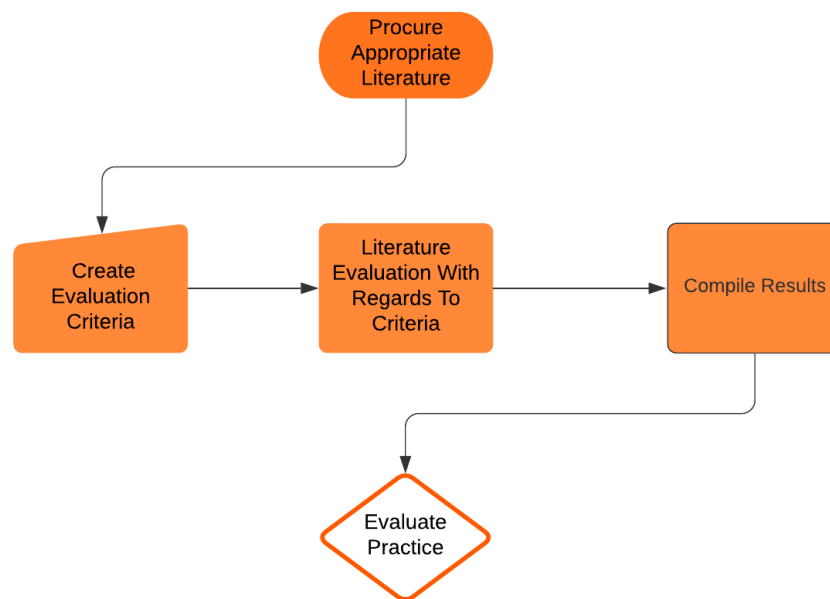 Procure
Appropriate
Literature
Create
Evaluation
Criteria
Literature
Evaluation With
Regards To
Criteria
Compile Results
Evaluate
Practice